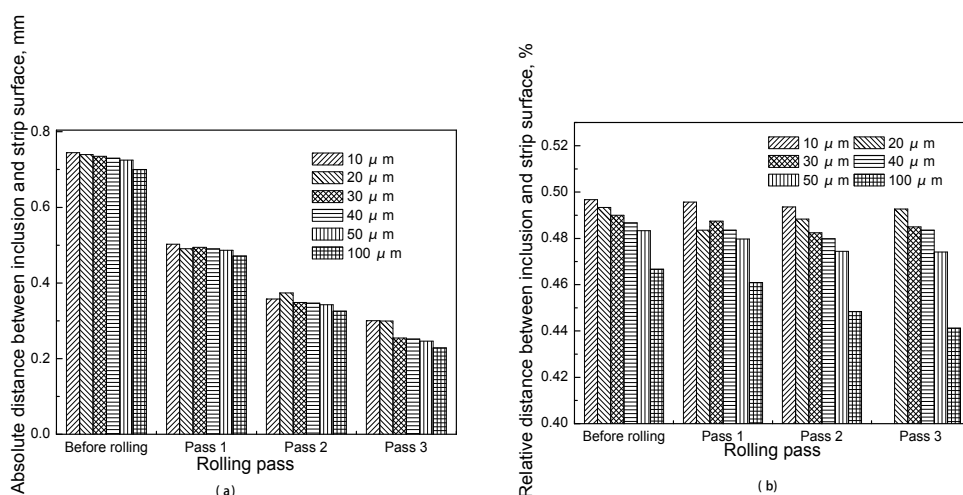 Absolute distance between inclusion and strip surface, mm
0.8
0.6
0.4
0.2
0.0
10 μ m
20 μ m
30 μ m
40 μ m
50 μ m
100 μ m
Before rolling Pass 1 Pass 2 Pass 3
Rolling pass
(a)
Relative distance between inclusion and strip surface, %
0.52
0.50
0.48
0.46
0.44
0.42
0.40
10 μ m 20 μ m
30 μ m 40 μ m
50 μ m 100 μ m
Before rolling Pass 1 Pass 2 Pass 3
Rolling pass
(b)